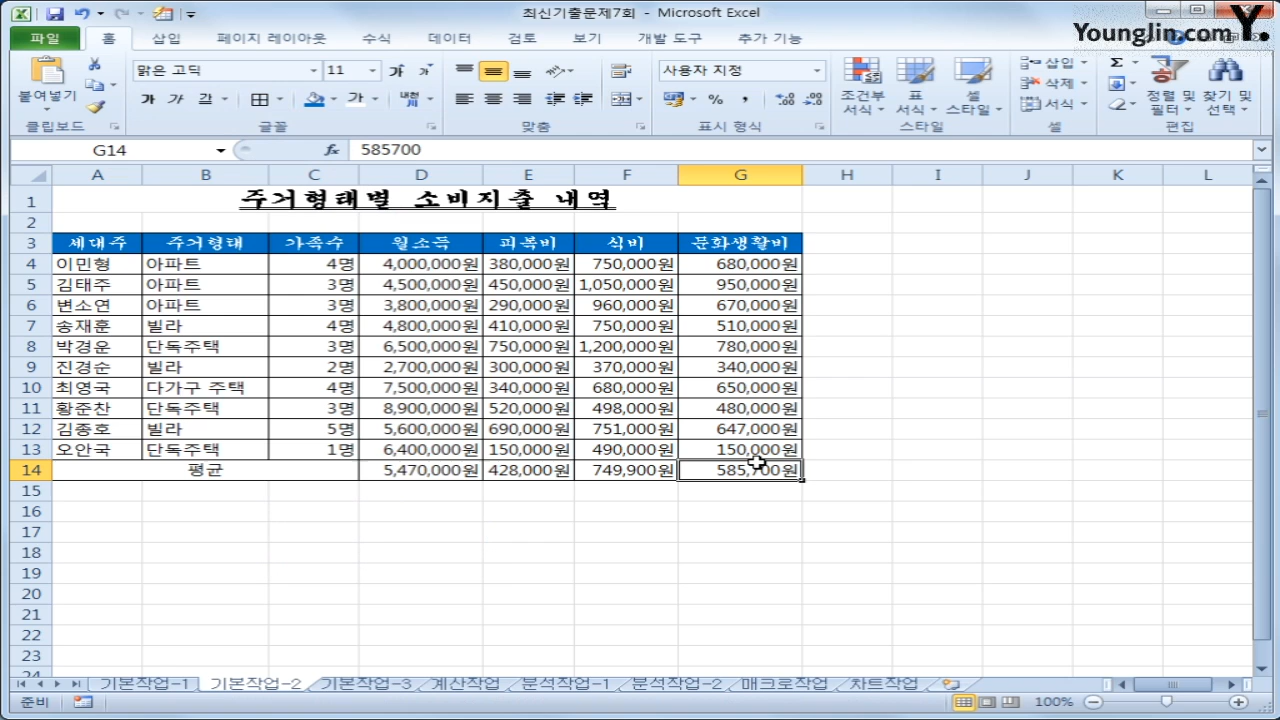 최신기출문제7회 - Microsoft Excel
Younglin.com Y.
파일 홈 삽입 페이지 레이아웃 수식 데이터 검토 보기 개발 도구 추가 기능
붙여넣기 맑은 고딕 11 가 가 사용자 지정 조건부 서식 표 서식 셀 스타일 삽입 삭제 서식 정렬 및 필터 찾기 및 선택
가 가 간 가 내천 % ,
클립보드 글꼴 맞춤 표시 형식 스타일 셀 편집
G14 fx 585700
A B C D E F G H I J K L
1 주거형태별 소비지출 내역
2
3 세대주 주거형태 가족수 월소득 피복비 식비 문화생활비
4 이민형 아파트 4명 4,000,000원 380,000원 750,000원 680,000원
5 김태주 아파트 3명 4,500,000원 450,000원 1,050,000원 950,000원
6 변소연 아파트 3명 3,800,000원 290,000원 960,000원 670,000원
7 송재훈 빌라 4명 4,800,000원 410,000원 750,000원 510,000원
8 박경운 단독주택 3명 6,500,000원 750,000원 1,200,000원 780,000원
9 진경순 빌라 2명 2,700,000원 300,000원 370,000원 340,000원
10 최영국 다가구 주택 4명 7,500,000원 340,000원 680,000원 650,000원
11 황준찬 단독주택 3명 8,900,000원 520,000원 498,000원 480,000원
12 김종호 빌라 5명 5,600,000원 690,000원 751,000원 647,000원
13 오안국 단독주택 1명 6,400,000원 150,000원 490,000원 150,000원
14 평균 5,470,000원 428,000원 749,900원 585,700원
15
16
17
18
19
20
21
22
23
24
기본작업-1 기본작업-2 기본작업-3 계산작업 분석작업-1 분석작업-2 매크로작업 차트작업
준비 100%